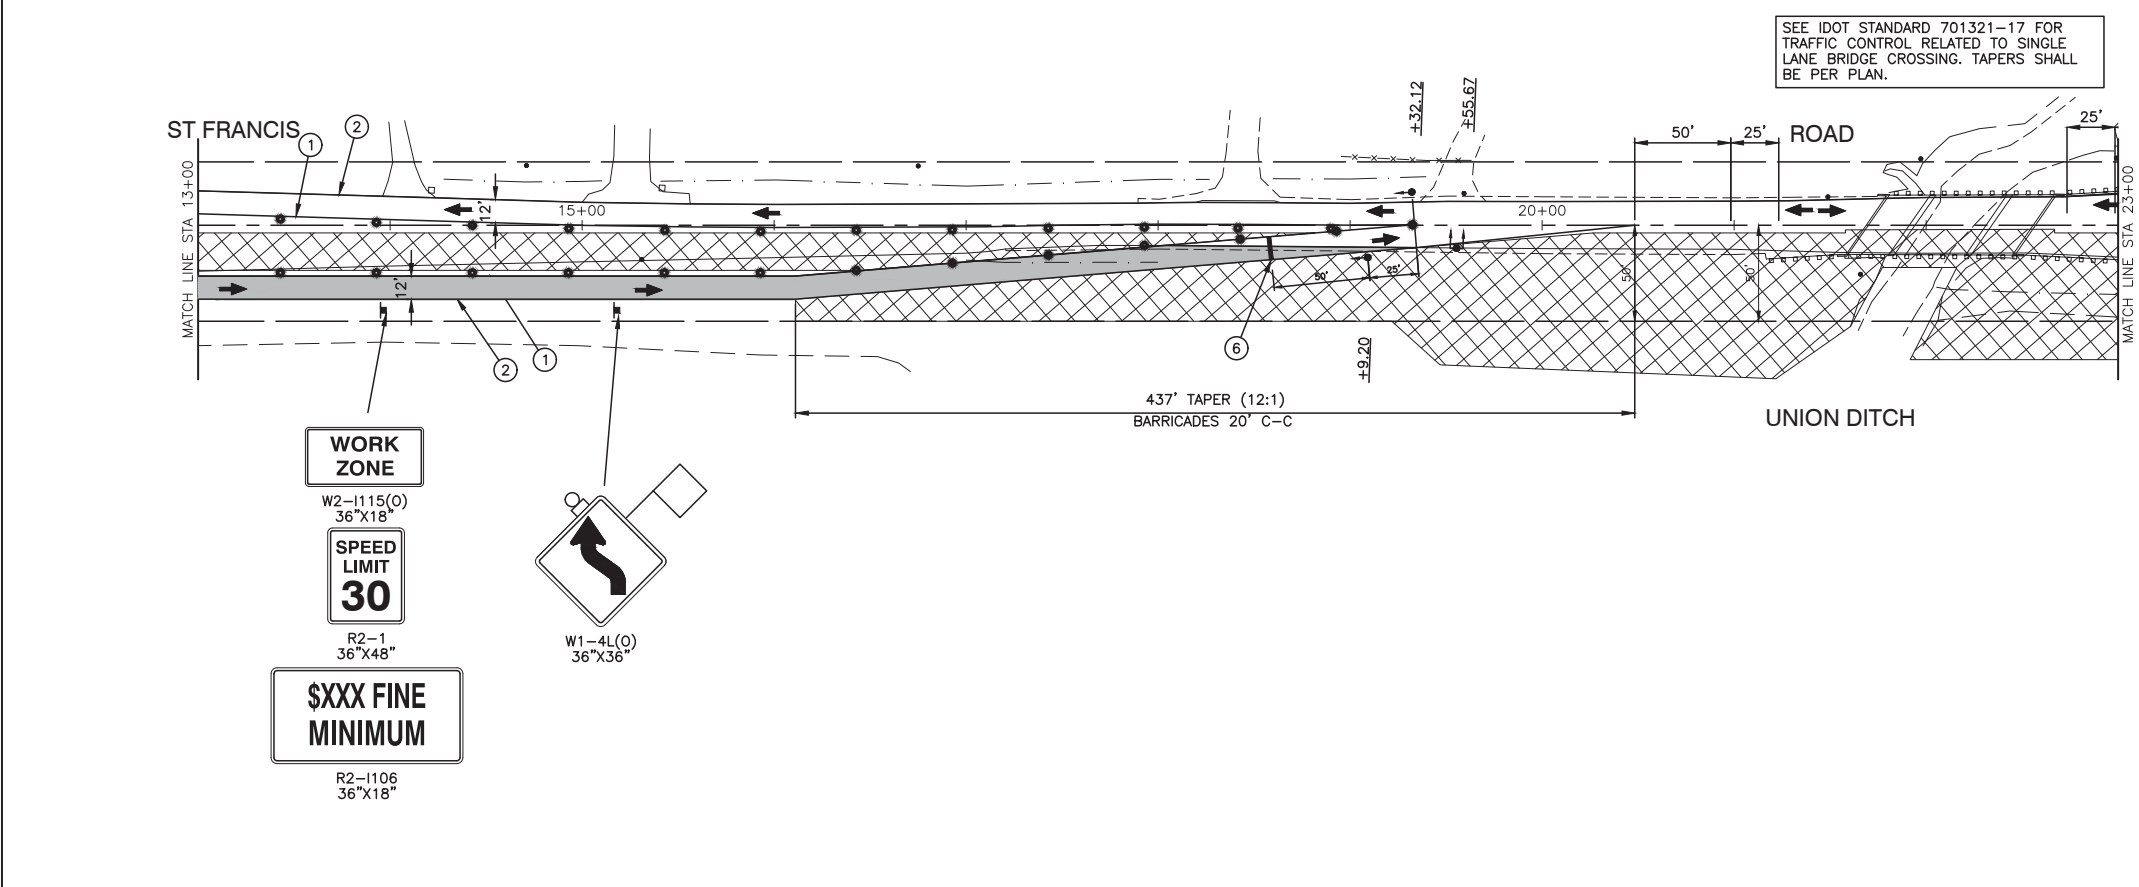 SEE IDOT STANDARD 701321-17 FOR
TRAFFIC CONTROL RELATED TO SINGLE
LANE BRIDGE CROSSING. TAPERS SHALL
BE PER PLAN.
+32.12
+55.67
ST FRANCIS
ROAD
1
2
50'
25'
25'
MATCH LINE STA 13+00
MATCH LINE STA 23+00
12'
15+00
20+00
12'
50'
25'
50'
50'
6
+9.20
1
2
437' TAPER (12:1)
BARRICADES 20' C-C
UNION DITCH
WORK
ZONE
W2-I115(O)
36"X18"
SPEED
LIMIT
30
R2-1
36"X48"
$XXX FINE
MINIMUM
R2-I106
36"X18"
W1-4L(O)
36"X36"